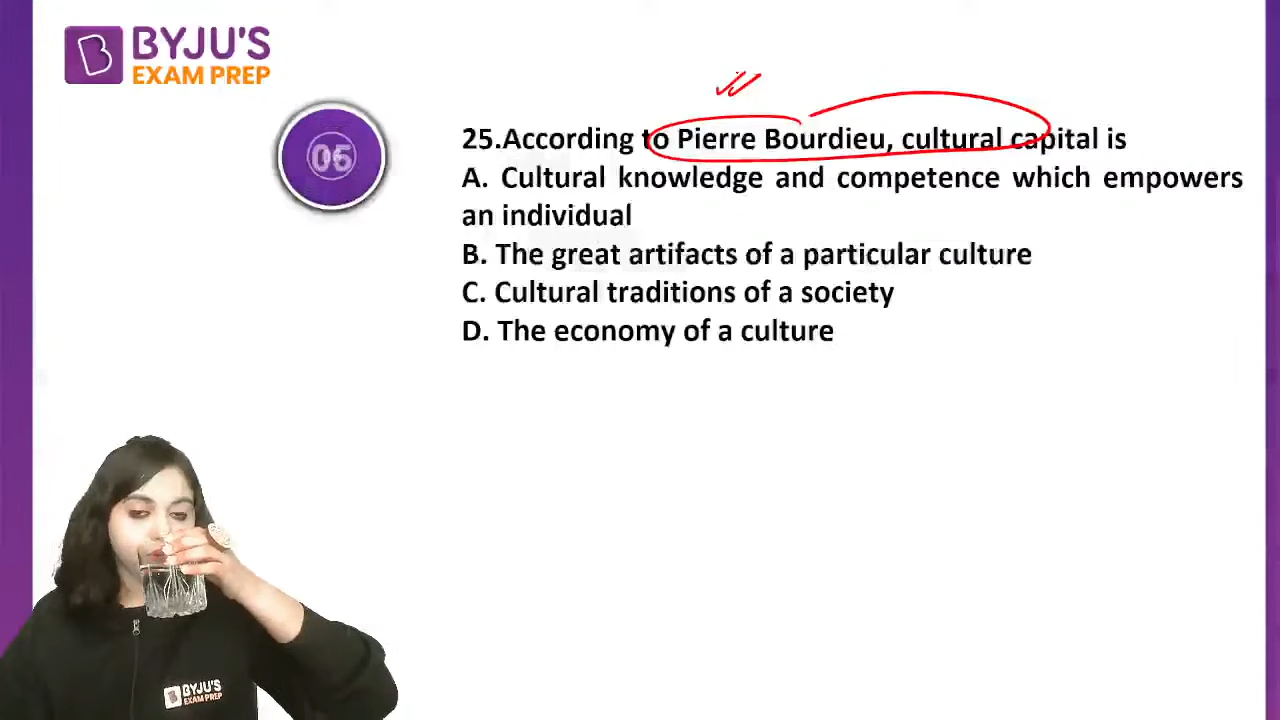 BYJU'S
EXAM PREP
05
25.According to Pierre Bourdieu, cultural capital is
A. Cultural knowledge and competence which empowers
an individual
B. The great artifacts of a particular culture
C. Cultural traditions of a society
D. The economy of a culture
BYJU'S
EXAM PREP